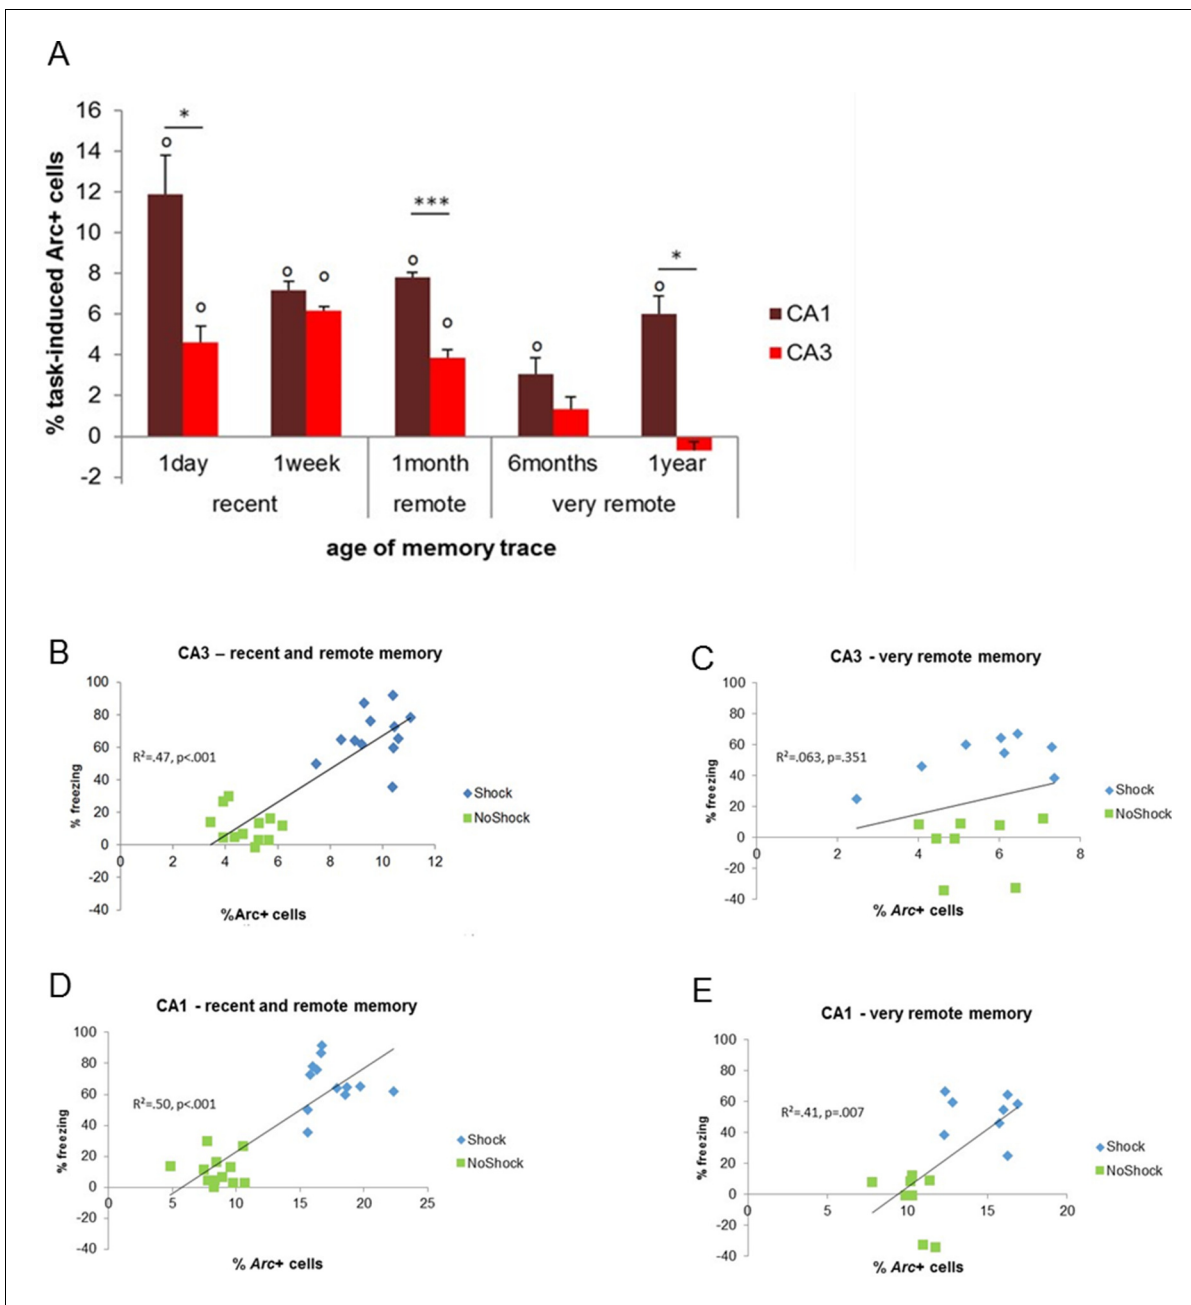 A
% task-induced Arc+ cells
16
14
12
10
8
6
4
2
0
-2
*
***
*
o
o
o
o
o
o
o
o
CA1
CA3
1day 1week 1month 6months 1year
recent remote very remote
age of memory trace
B
CA3 – recent and remote memory
% freezing
100
80
60
40
20
0
-20
-40
R²=.47, p<.001
0 2 4 6 8 10 12
%Arc+ cells
Shock
NoShock
C
CA3 - very remote memory
% freezing
100
80
60
40
20
0
-20
-40
R²=.063, p=.351
0 2 4 6 8
% Arc+ cells
Shock
NoShock
D
CA1 - recent and remote memory
% freezing
100
80
60
40
20
0
-20
-40
R²=.50, p<.001
0 5 10 15 20 25
% Arc+ cells
Shock
NoShock
E
CA1 - very remote memory
% freezing
100
80
60
40
20
0
-20
-40
R²=.41, p=.007
0 5 10 15 20
% Arc+ cells
Shock
NoShock